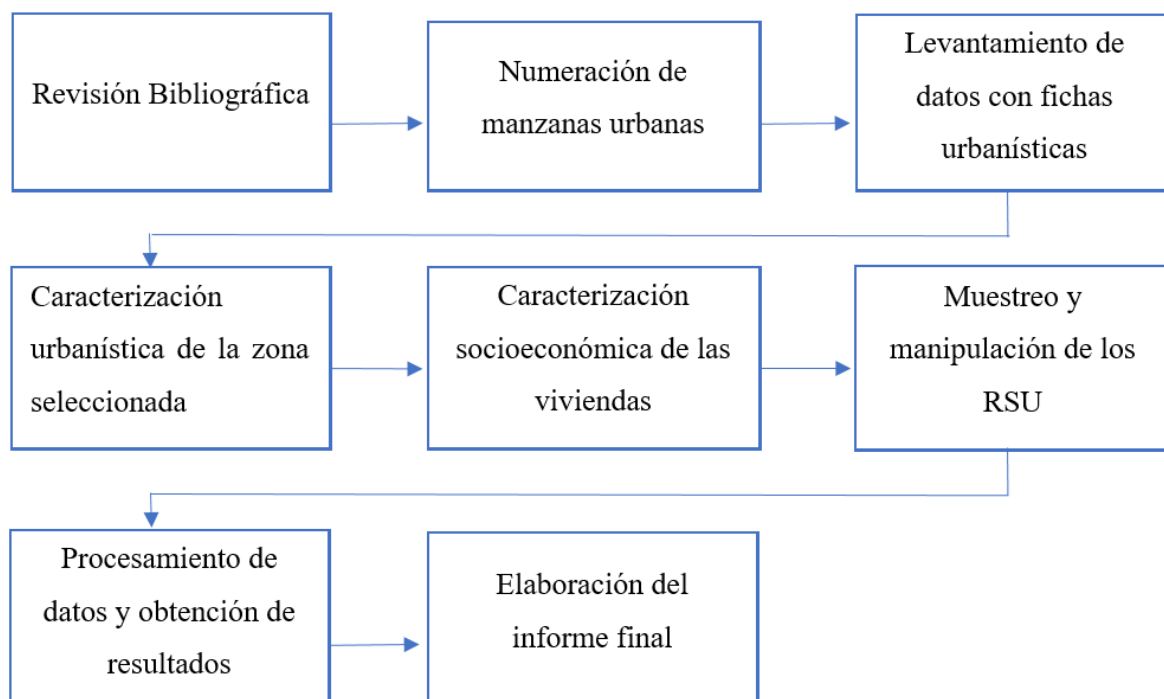 Revisión Bibliográfica
Numeración de
manzanas urbanas
Levantamiento de
datos con fichas
urbanísticas
Caracterización
urbanística de la zona
seleccionada
Caracterización
socioeconómica de las
viviendas
Muestreo y
manipulación de los
RSU
Procesamiento de
datos y obtención de
resultados
Elaboración del
informe final